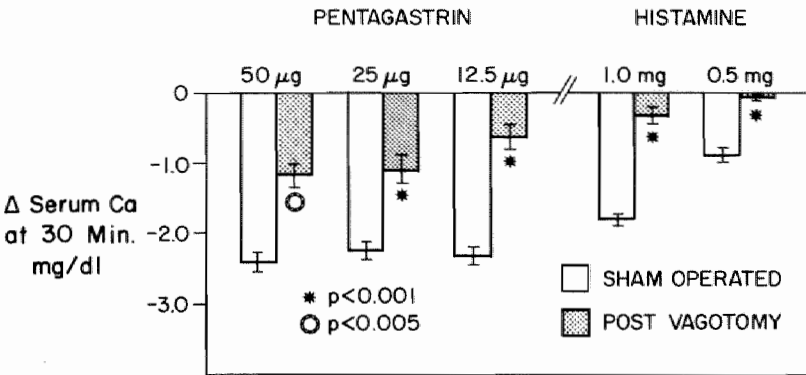 PENTAGASTRIN HISTAMINE
50 μg 25 μg 12.5 μg 1.0 mg 0.5 mg
0
-1.0
Δ Serum Ca
at 30 Min.
mg/dl
-2.0
-3.0
* p<0.001
O p<0.005
SHAM OPERATED
POST VAGOTOMY